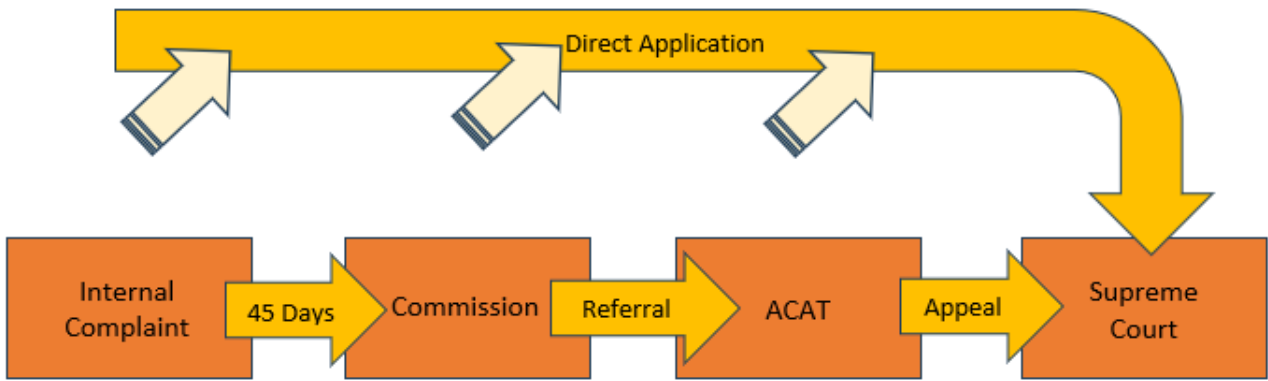 Direct Application
Internal
Complaint
45 Days
Commission
Referral
ACAT
Appeal
Supreme
Court